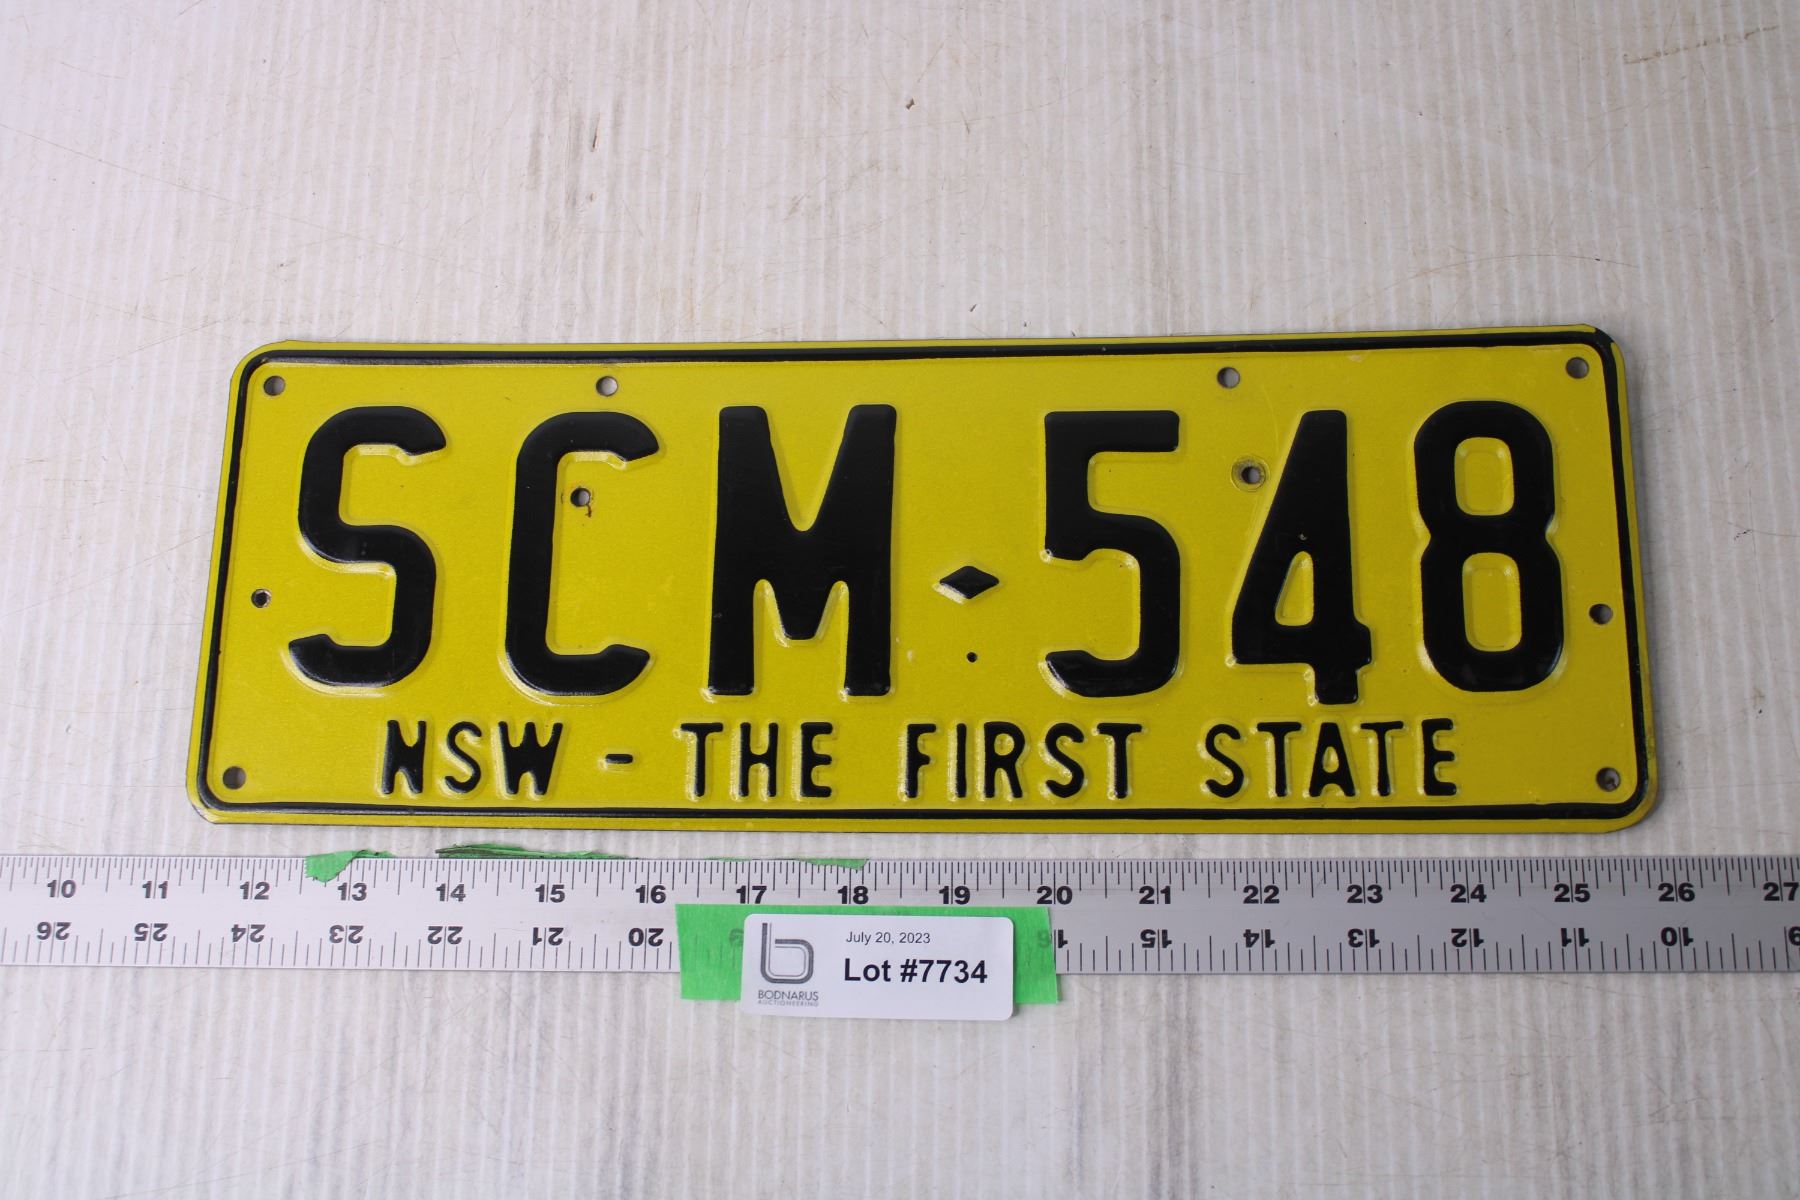 SCM◆548
NSW - THE FIRST STATE
10 11 12 13 14 15 16 17 18 19 20 21 22 23 24 25 26 27
26 25 24 23 22 21 20 19 16 15 14 13 12 11 10 9
July 20, 2023
Lot #7734
BODNARUS
AUCTIONEERING